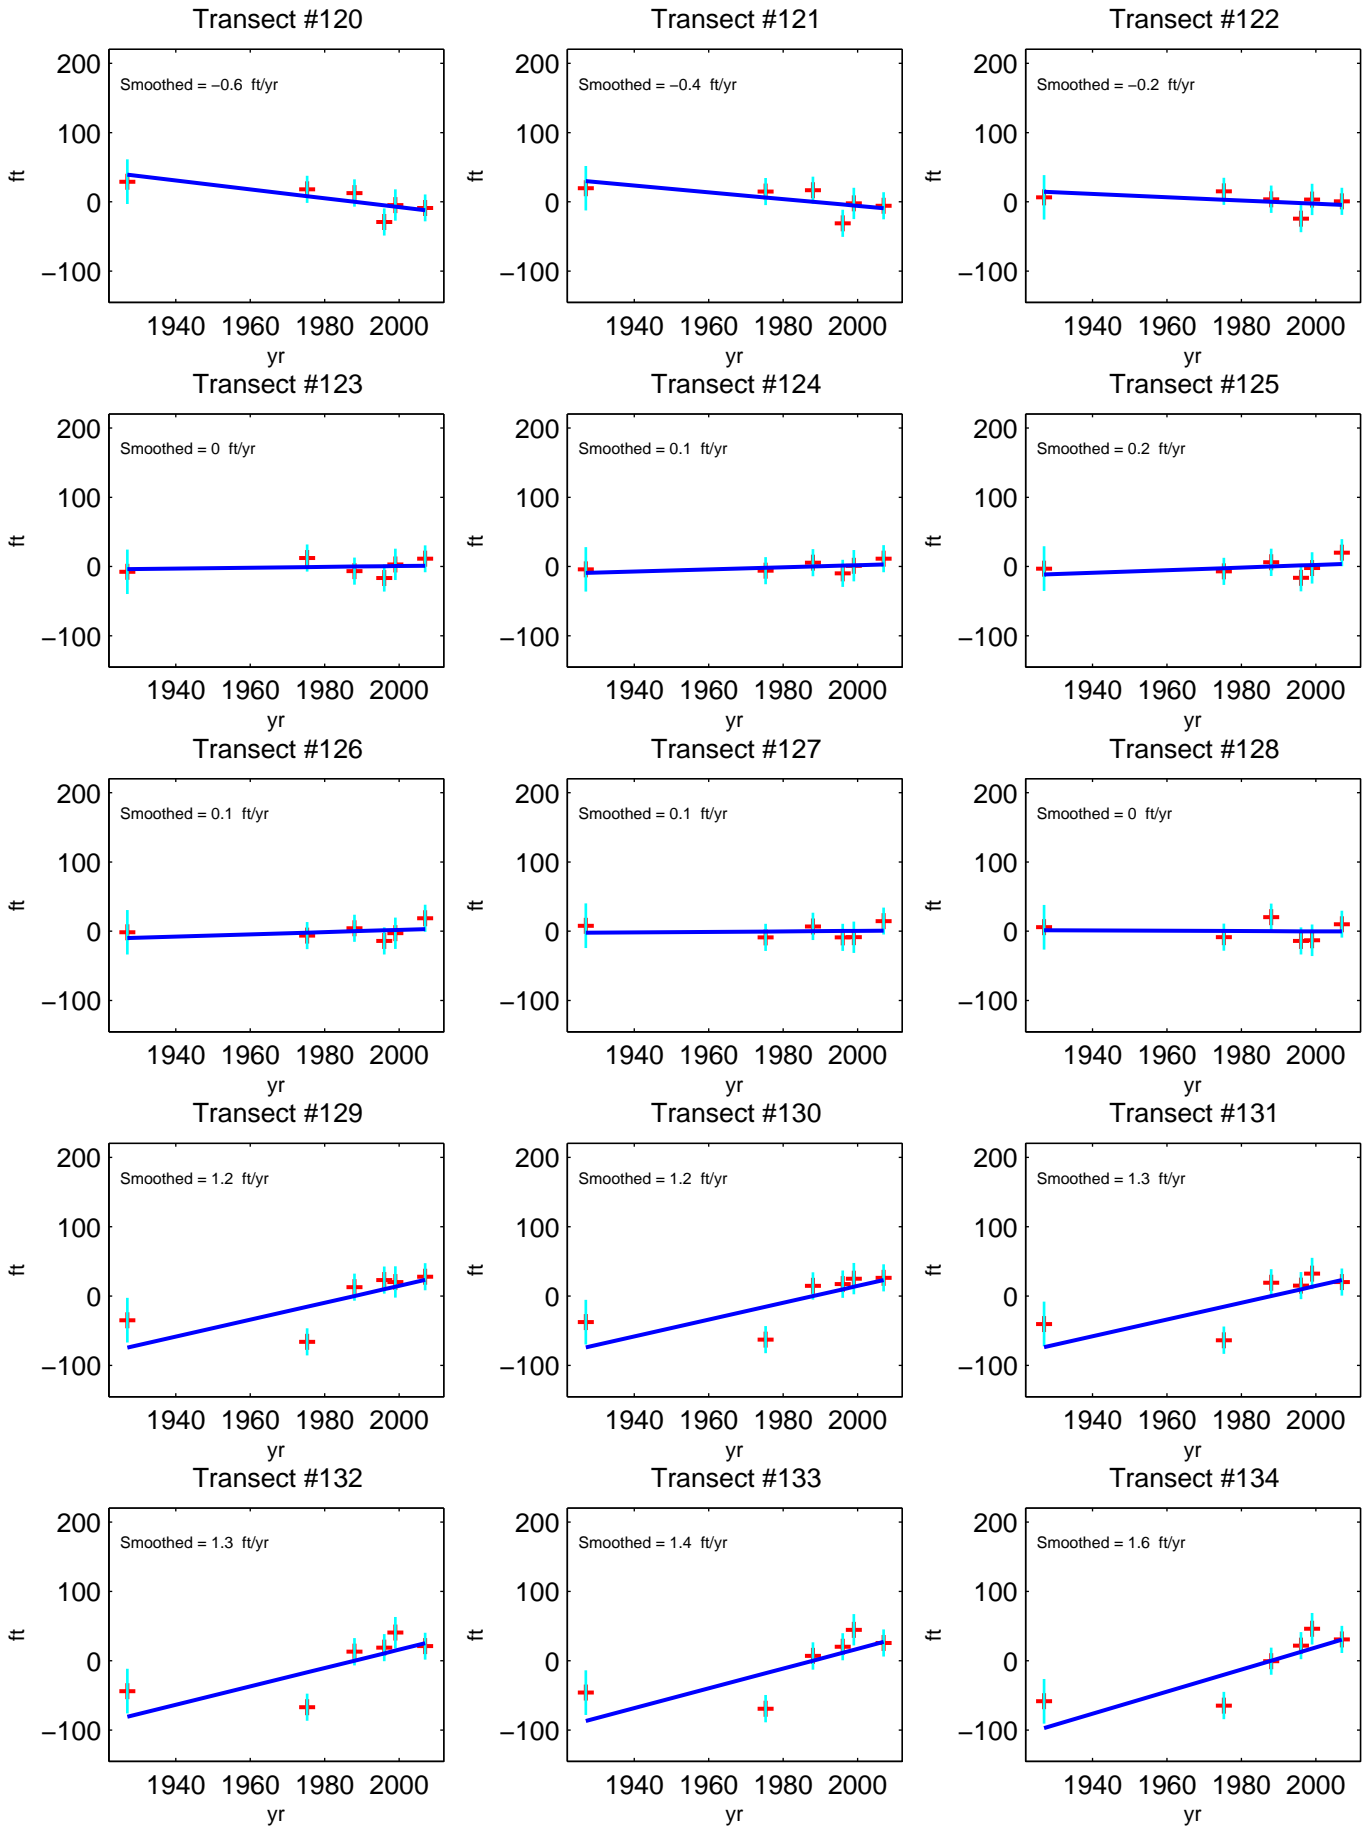 Transect #120 Transect #121 Transect #122
200 200 200
Smoothed = −0.6 ft/yr Smoothed = −0.4 ft/yr Smoothed = −0.2 ft/yr
100 100 100
ft ft ft
0 0 0
−100 −100 −100
1940 1960 1980 2000 1940 1960 1980 2000 1940 1960 1980 2000
yr yr yr
Transect #123 Transect #124 Transect #125
200 200 200
Smoothed = 0 ft/yr Smoothed = 0.1 ft/yr Smoothed = 0.2 ft/yr
100 100 100
ft ft ft
0 0 0
−100 −100 −100
1940 1960 1980 2000 1940 1960 1980 2000 1940 1960 1980 2000
yr yr yr
Transect #126 Transect #127 Transect #128
200 200 200
Smoothed = 0.1 ft/yr Smoothed = 0.1 ft/yr Smoothed = 0 ft/yr
100 100 100
ft ft ft
0 0 0
−100 −100 −100
1940 1960 1980 2000 1940 1960 1980 2000 1940 1960 1980 2000
yr yr yr
Transect #129 Transect #130 Transect #131
200 200 200
Smoothed = 1.2 ft/yr Smoothed = 1.2 ft/yr Smoothed = 1.3 ft/yr
100 100 100
ft ft ft
0 0 0
−100 −100 −100
1940 1960 1980 2000 1940 1960 1980 2000 1940 1960 1980 2000
yr yr yr
Transect #132 Transect #133 Transect #134
200 200 200
Smoothed = 1.3 ft/yr Smoothed = 1.4 ft/yr Smoothed = 1.6 ft/yr
100 100 100
ft ft ft
0 0 0
−100 −100 −100
1940 1960 1980 2000 1940 1960 1980 2000 1940 1960 1980 2000
yr yr yr